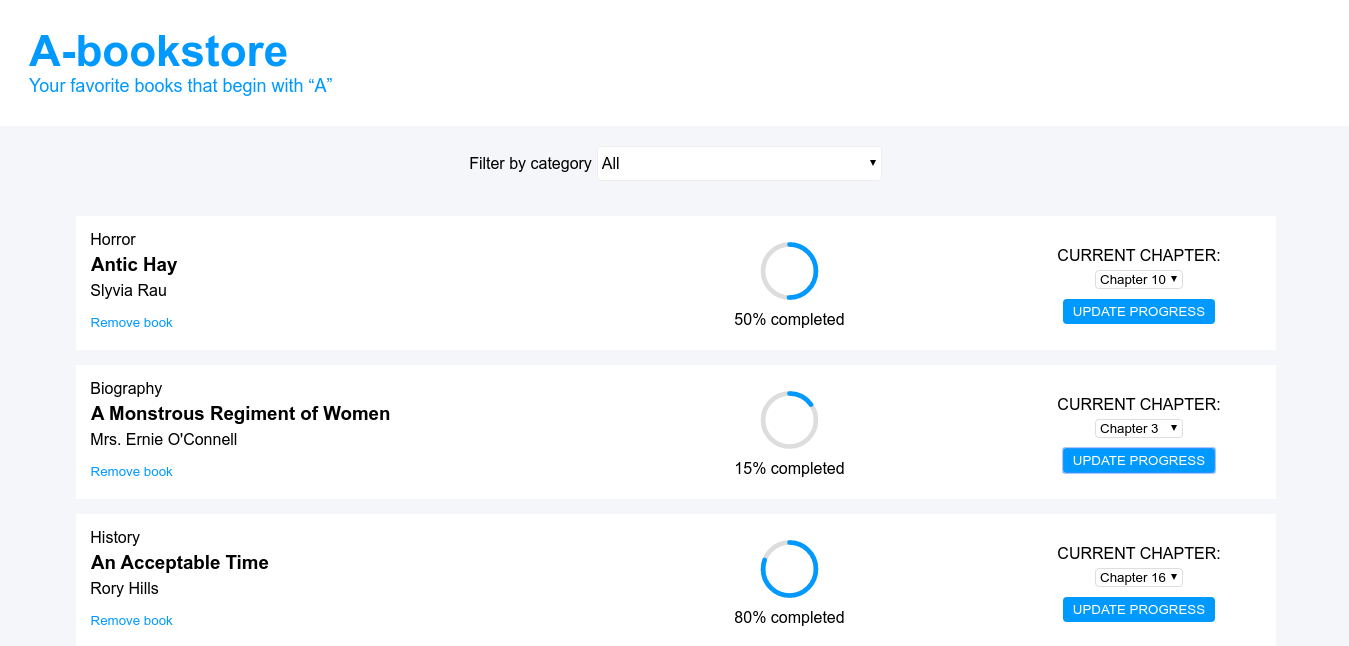 A-bookstore
Your favorite books that begin with “A”
Filter by category All
Horror
Antic Hay
Slyvia Rau
Remove book
50% completed
CURRENT CHAPTER:
Chapter 10
UPDATE PROGRESS
Biography
A Monstrous Regiment of Women
Mrs. Ernie O'Connell
Remove book
15% completed
CURRENT CHAPTER:
Chapter 3
UPDATE PROGRESS
History
An Acceptable Time
Rory Hills
Remove book
80% completed
CURRENT CHAPTER:
Chapter 16
UPDATE PROGRESS